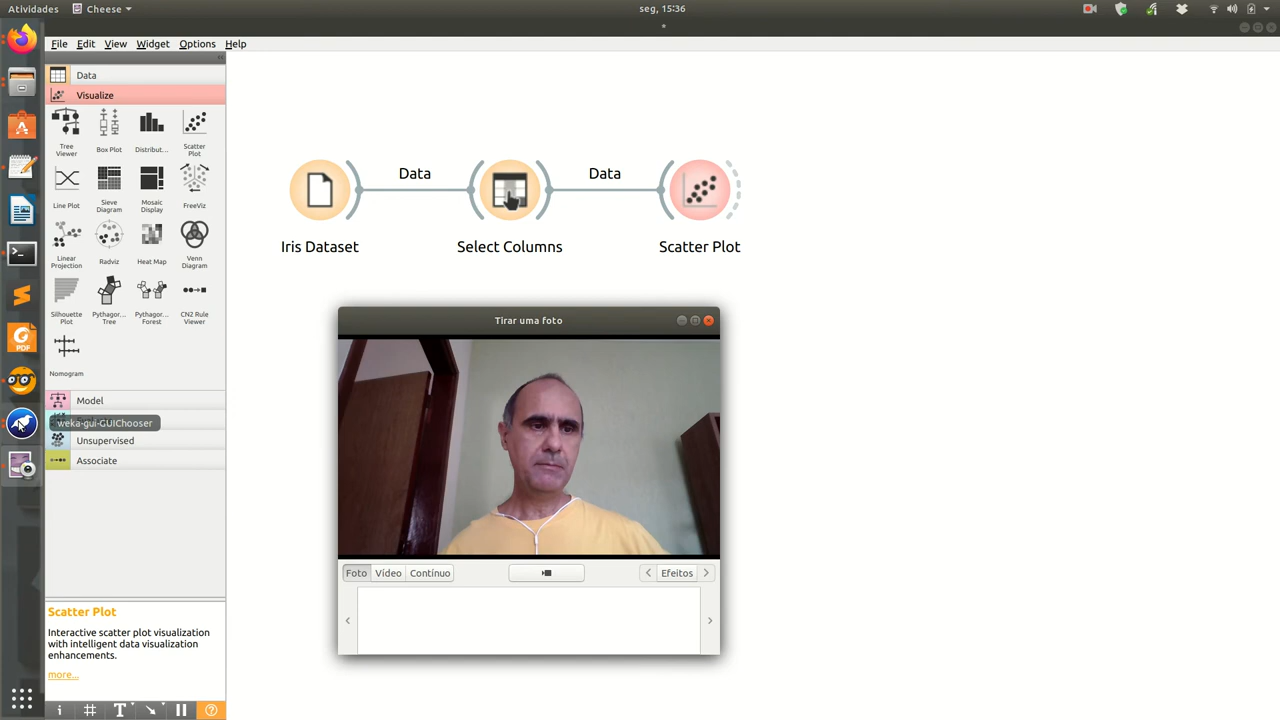 Atividades
Cheese
seg, 15:36
File Edit View Widget Options Help
Data
Visualize
Tree Viewer
Box Plot
Distribut...
Scatter Plot
Line Plot
Sieve Diagram
Mosaic Display
FreeViz
Linear Projection
Radviz
Heat Map
Venn Diagram
Silhouette Plot
Pythagor... Tree
Pythagor... Forest
CN2 Rule Viewer
Nomogram
Model
weka-gui-GUIChooser
Unsupervised
Associate
Scatter Plot
Interactive scatter plot visualization
with intelligent data visualization
enhancements.
more...
Data
Data
Iris Dataset
Select Columns
Scatter Plot
Tirar uma foto
Foto Vídeo Contínuo
Efeitos
PDF